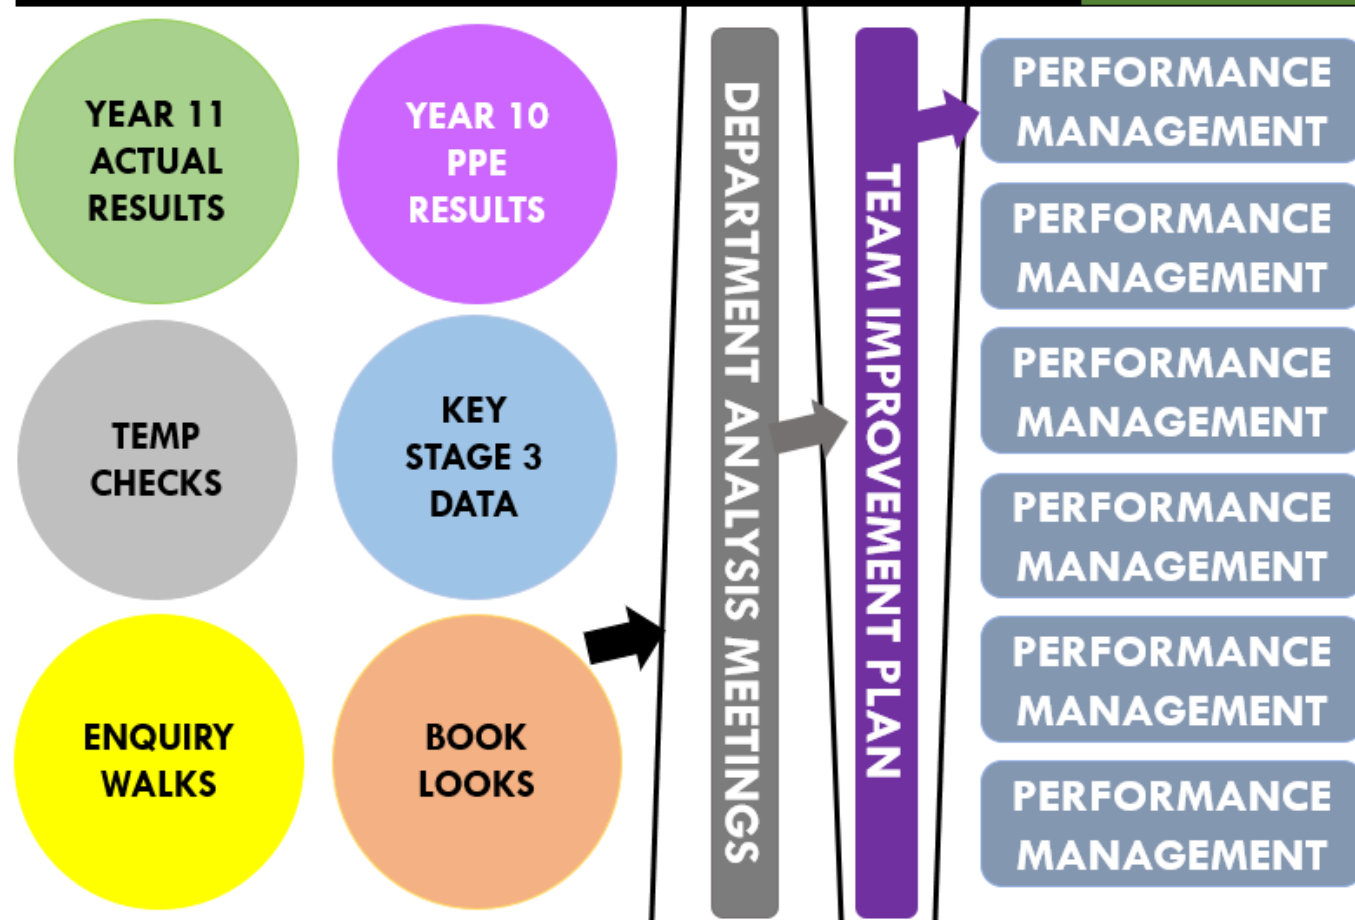 YEAR 11
ACTUAL
RESULTS
YEAR 10
PPE
RESULTS
TEMP
CHECKS
KEY
STAGE 3
DATA
ENQUIRY
WALKS
BOOK
LOOKS
DEPARTMENT ANALYSIS MEETINGS
TEAM IMPROVEMENT PLAN
PERFORMANCE
MANAGEMENT
PERFORMANCE
MANAGEMENT
PERFORMANCE
MANAGEMENT
PERFORMANCE
MANAGEMENT
PERFORMANCE
MANAGEMENT
PERFORMANCE
MANAGEMENT